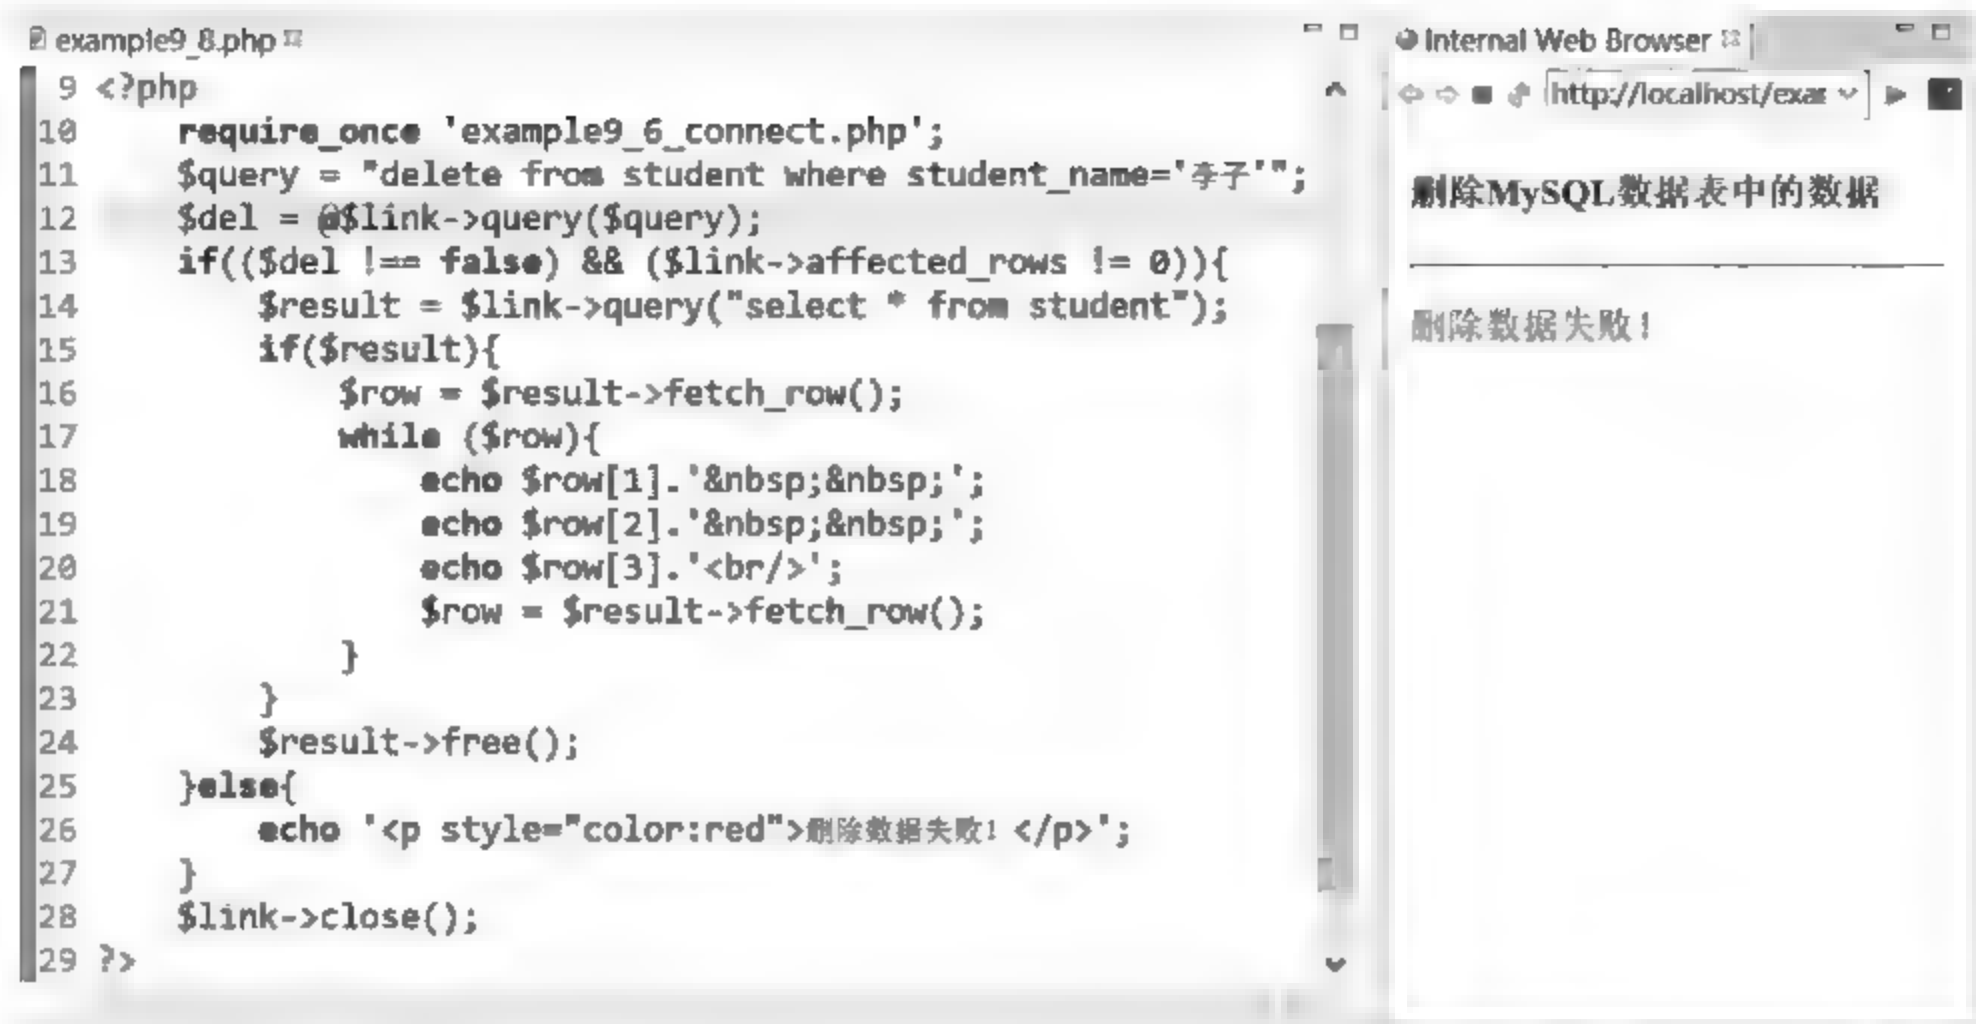 example9_8.php
9 <?php
10 require_once 'example9_6_connect.php';
11 $query = "delete from student where student_name='李子'";
12 $del = @$link->query($query);
13 if(($del !== false) && ($link->affected_rows != 0)){
14 $result = $link->query("select * from student");
15 if($result){
16 $row = $result->fetch_row();
17 while ($row){
18 echo $row[1].'&nbsp;&nbsp;';
19 echo $row[2].'&nbsp;&nbsp;';
20 echo $row[3].'<br/>';
21 $row = $result->fetch_row();
22 }
23 }
24 $result->free();
25 }else{
26 echo '<p style="color:red">删除数据失败！</p>';
27 }
28 $link->close();
29 ?>
Internal Web Browser
http://localhost/exar
删除MySQL数据表中的数据
删除数据失败！